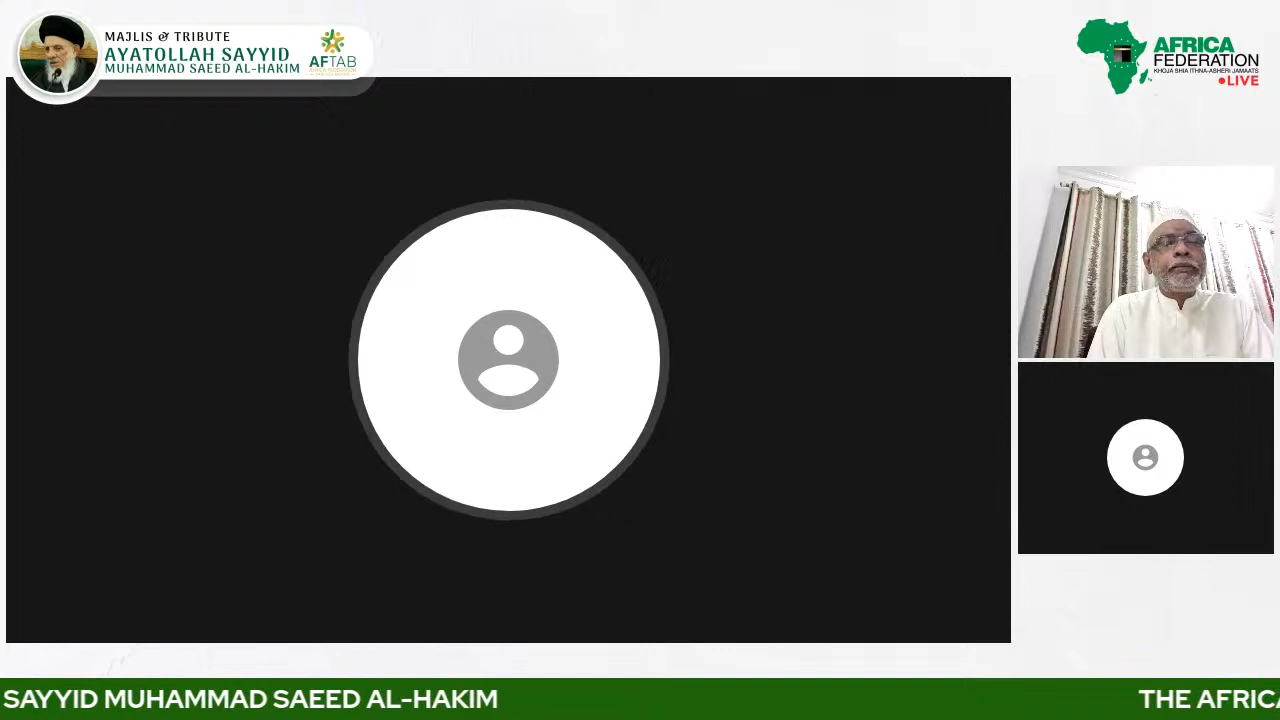 MAJLIS & TRIBUTE
AYATOLLAH SAYYID
MUHAMMAD SAEED AL-HAKIM
AFTAB
AFRICA
FEDERATION
KHOJA SHIA ITHNA-ASHERI JAMAATS
LIVE
SAYYID MUHAMMAD SAEED AL-HAKIM
THE AFRICA